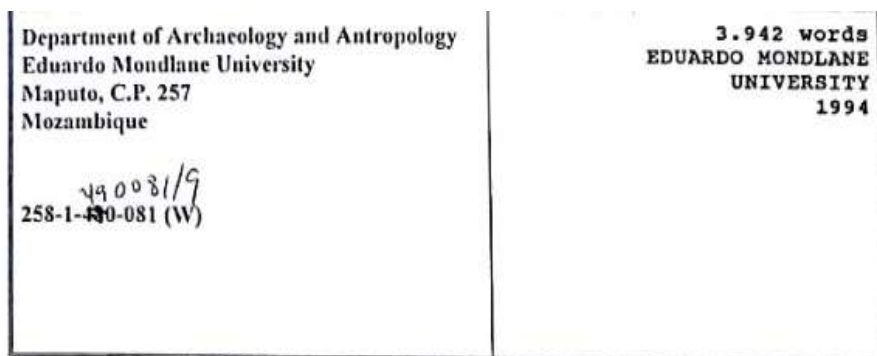 Department of Archaeology and Antropology
Eduardo Mondlane University
Maputo, C.P. 257
Mozambique
490081/9
258-1-490-081 (W)
3.942 words
EDUARDO MONDLANE
UNIVERSITY
1994